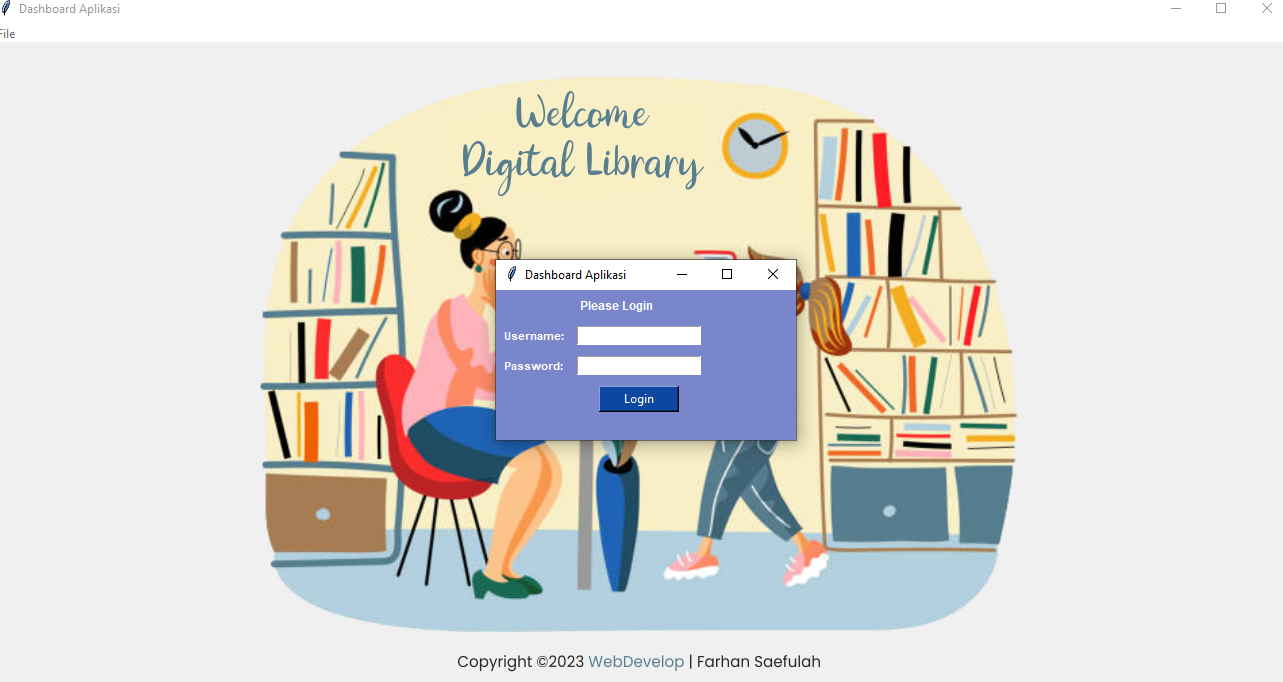 Dashboard Aplikasi
File
Welcome
Digital Library
Dashboard Aplikasi
Please Login
Username:
Password:
Login
Copyright ©2023 WebDevelop | Farhan Saefulah